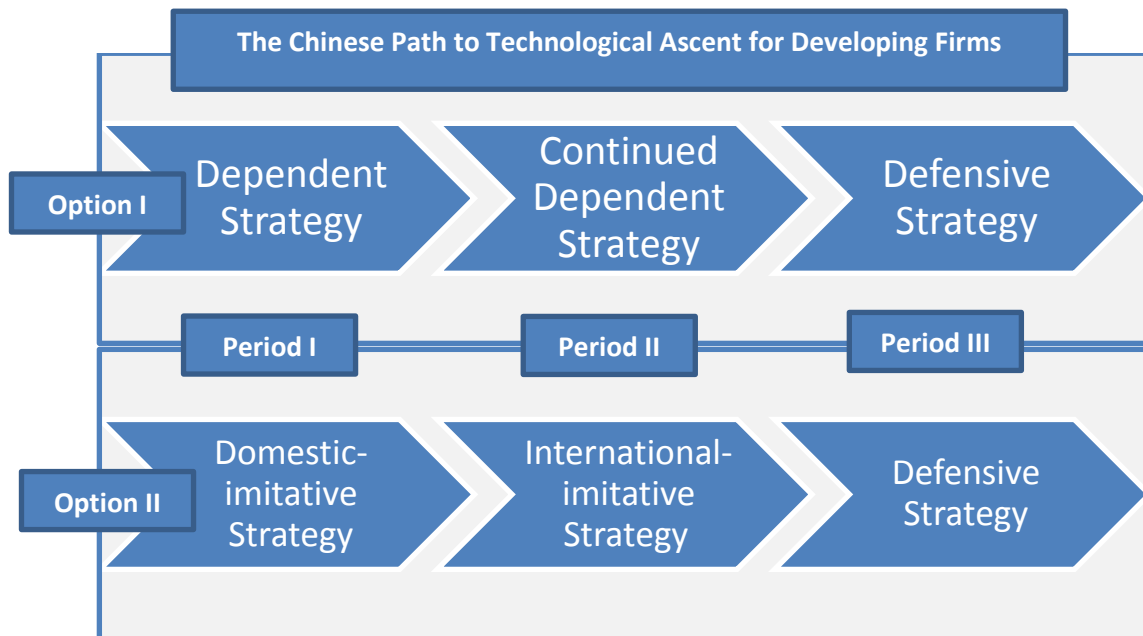 The Chinese Path to Technological Ascent for Developing Firms
Option I
Dependent
Strategy
Continued
Dependent
Strategy
Defensive
Strategy
Period I
Period II
Period III
Option II
Domestic-
imitative
Strategy
International-
imitative
Strategy
Defensive
Strategy